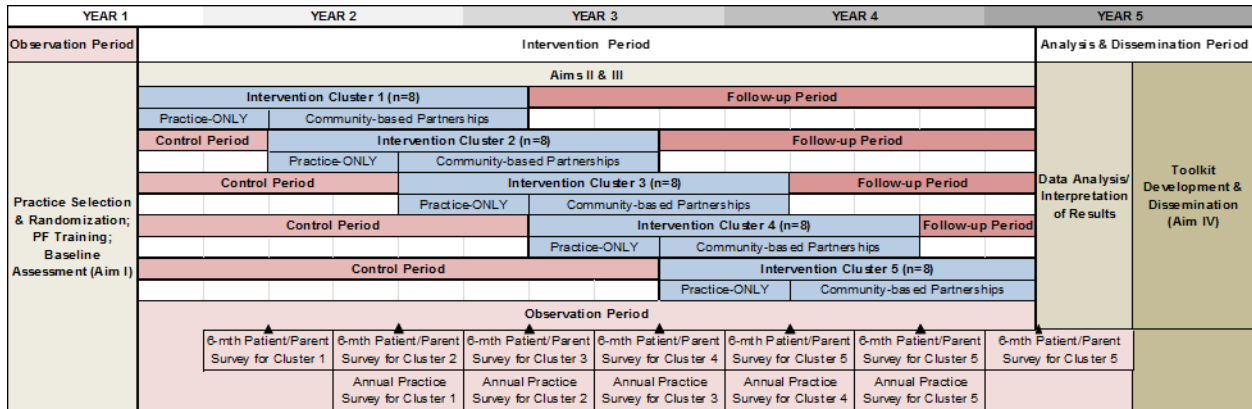 YEAR 1 YEAR 2 YEAR 3 YEAR 4 YEAR 5
Observation Period Intervention Period Analysis & Dissemination Period
Aims II & III
Intervention Cluster 1 (n=8) Follow-up Period
Practice-ONLY Community-based Partnerships
Control Period Intervention Cluster 2 (n=8) Follow-up Period
Practice-ONLY Community-based Partnerships
Control Period Intervention Cluster 3 (n=8) Follow-up Period
Practice-ONLY Community-based Partnerships
Control Period Intervention Cluster 4 (n=8) Follow-up Period
Practice-ONLY Community-based Partnerships
Control Period Intervention Cluster 5 (n=8)
Practice-ONLY Community-based Partnerships
Practice Selection
& Randomization;
PF Training;
Baseline
Assessment (Aim I)
Data Analysis/
Interpretation
of Results
Toolkit
Development &
Dissemination
(Aim IV)
Observation Period
6-mth Patient/Parent 6-mth Patient/Parent 6-mth Patient/Parent 6-mth Patient/Parent 6-mth Patient/Parent 6-mth Patient/Parent 6-mth Patient/Parent
Survey for Cluster 1 Survey for Cluster 2 Survey for Cluster 3 Survey for Cluster 4 Survey for Cluster 5 Survey for Cluster 5 Survey for Cluster 5
Annual Practice Annual Practice Annual Practice Annual Practice Annual Practice
Survey for Cluster 1 Survey for Cluster 2 Survey for Cluster 3 Survey for Cluster 4 Survey for Cluster 5